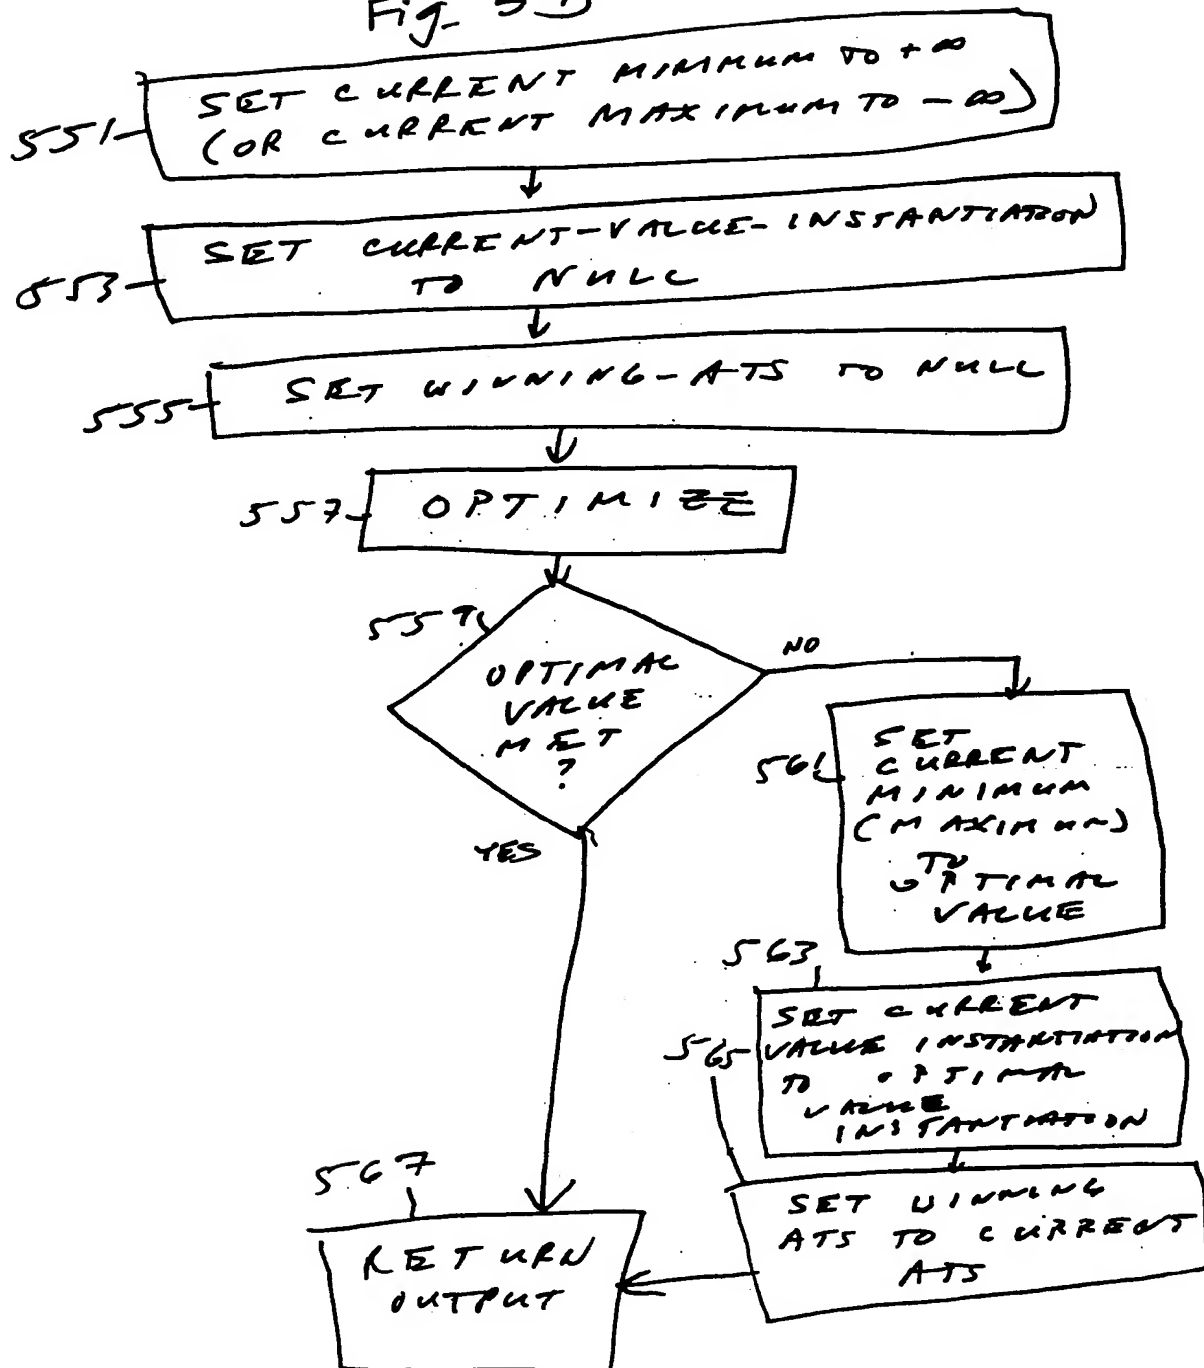 Fig. 5D
SET CURRENT MINIMUM TO +∞
(OR CURRENT MAXIMUM TO -∞)
551
SET CURRENT-VALUE-INSTANTIATION
TO NULL
553
SET WINNING-ATS TO NULL
555
OPTIMIZE
557
559
OPTIMAL
VALUE
MET
?
NO
YES
561
SET
CURRENT
MINIMUM
(MAXIMUM)
TO
OPTIMAL
VALUE
563
SET CURRENT
VALUE INSTANTIATION
TO OPTIMAL
VALUE
INSTANTIATION
565
SET WINNING
ATS TO CURRENT
ATS
567
RETURN
OUTPUT